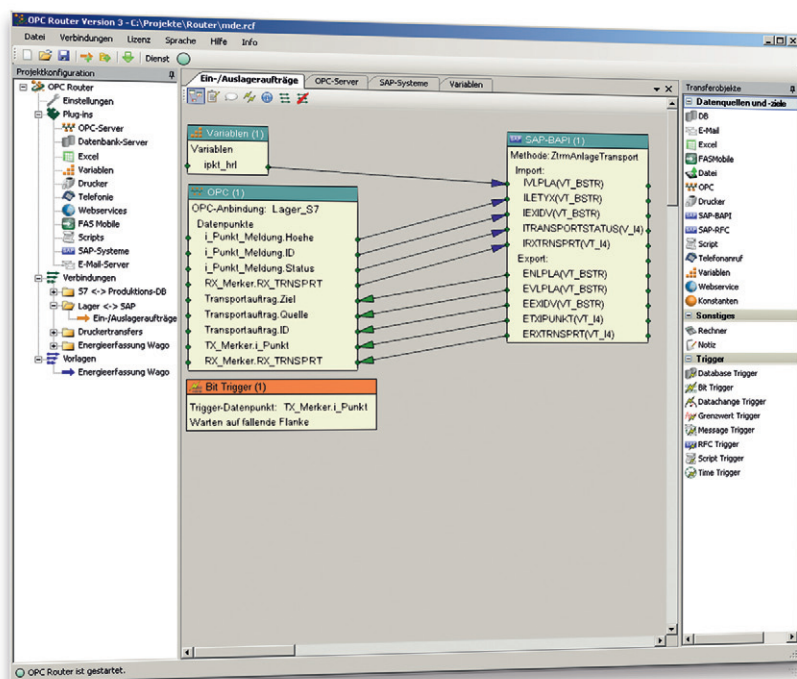 OPC Router Version 3 - C:\Projekte\Router\mde.rcf
Datei Verbindungen Lizenz Sprache Hilfe Info
Dienst
Projektkonfiguration
OPC Router
Einstellungen
Plug-ins
OPC-Server
Datenbank-Server
Excel
Variablen
Drucker
Telefonie
Webservices
FAS Mobile
Scripts
SAP-Systeme
E-Mail-Server
Verbindungen
S7 <-> Produktions-DB
Lager <-> SAP
Ein-/Auslageraufträge
Druckertransfers
Energieerfassung Wago
Vorlagen
Energieerfassung Wago
Ein-/Auslageraufträge OPC-Server SAP-Systeme Variablen
Variablen (1)
Variablen
ipkt_hrl
OPC (1)
OPC-Anbindung: Lager_S7
Datenpunkte
i_Punkt_Meldung.Hoehe
i_Punkt_Meldung.ID
i_Punkt_Meldung.Status
RX_Merker.RX_TRNSPRT
Transportauftrag.Ziel
Transportauftrag.Quelle
Transportauftrag.ID
TX_Merker.i_Punkt
RX_Merker.RX_TRNSPRT
Bit Trigger (1)
Trigger-Datenpunkt: TX_Merker.i_Punkt
Warten auf fallende Flanke
SAP-BAPI (1)
Methode: ZtrmAnlageTransport
Import:
IVLPLA(VT_BSTR)
ILETYX(VT_BSTR)
IEXIDV(VT_BSTR)
ITRANSPORTSTATUS(V_I4)
IRXTRNSPRT(VT_I4)
Export:
ENLPLA(VT_BSTR)
EVLPLA(VT_BSTR)
EEXIDV(VT_BSTR)
ETXIPUNKT(VT_I4)
ERXTRNSPRT(VT_I4)
Transferobjekte
Datenquellen und -ziele
DB
E-Mail
Excel
FASMobile
Datei
OPC
Drucker
SAP-BAPI
SAP-RFC
Script
Telefonanruf
Variablen
Webservice
Konstanten
Sonstiges
Rechner
Notiz
Trigger
Database Trigger
Bit Trigger
Datachange Trigger
Grenzwert Trigger
Message Trigger
RFC Trigger
Script Trigger
Time Trigger
OPC Router ist gestartet.